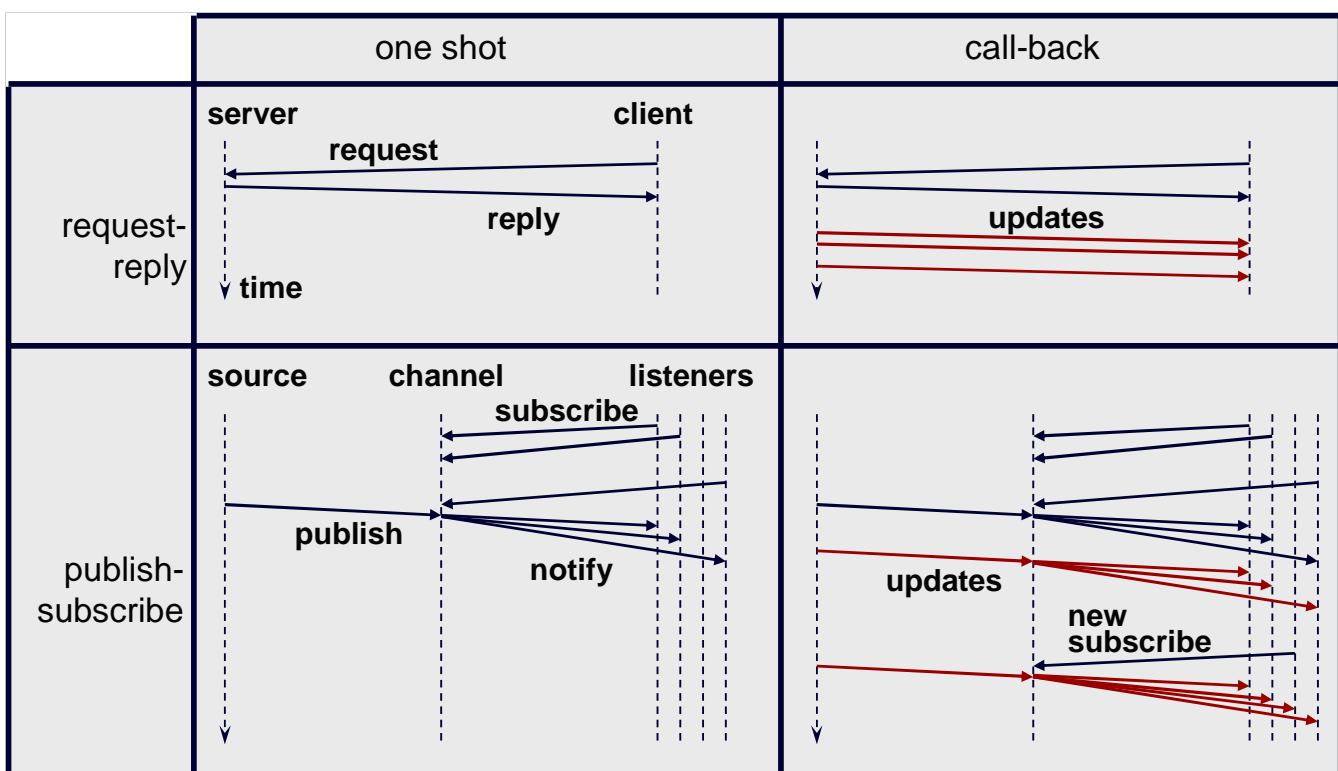 one shot
call-back
request-
reply
server
client
request
reply
time
updates
publish-
subscribe
source
channel
listeners
subscribe
publish
notify
updates
new
subscribe